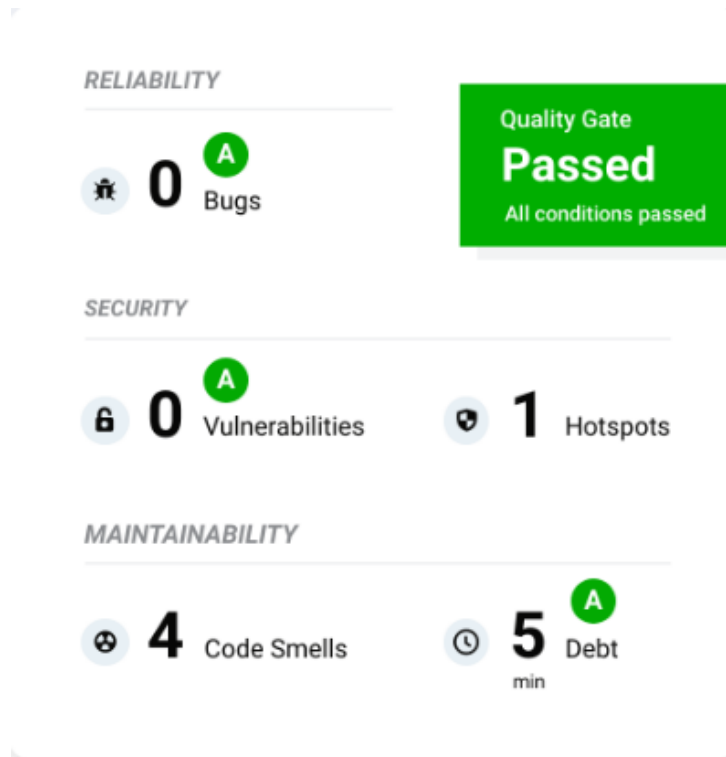 RELIABILITY
0 A Bugs
Quality Gate
Passed
All conditions passed
SECURITY
0 A Vulnerabilities
1 Hotspots
MAINTAINABILITY
4 Code Smells
5 A Debt
min